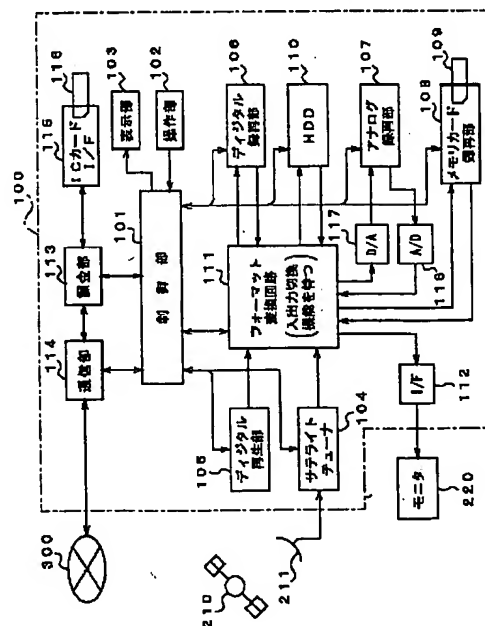 100
116
118
ICカード
I/F
103
表示部
102
操作部
106
ディジタル
録再部
110
HDD
107
アナログ
録再部
109
108
メモリカード
録再部
113
課金部
101
制御部
117
D/A
A/D
118
114
通信部
111
フォーマット
変換回路
(入出力切換
機能を持つ)
112
I/F
105
ディジタル
再生部
104
サテライト
チューナ
モニタ
220
300
210
211